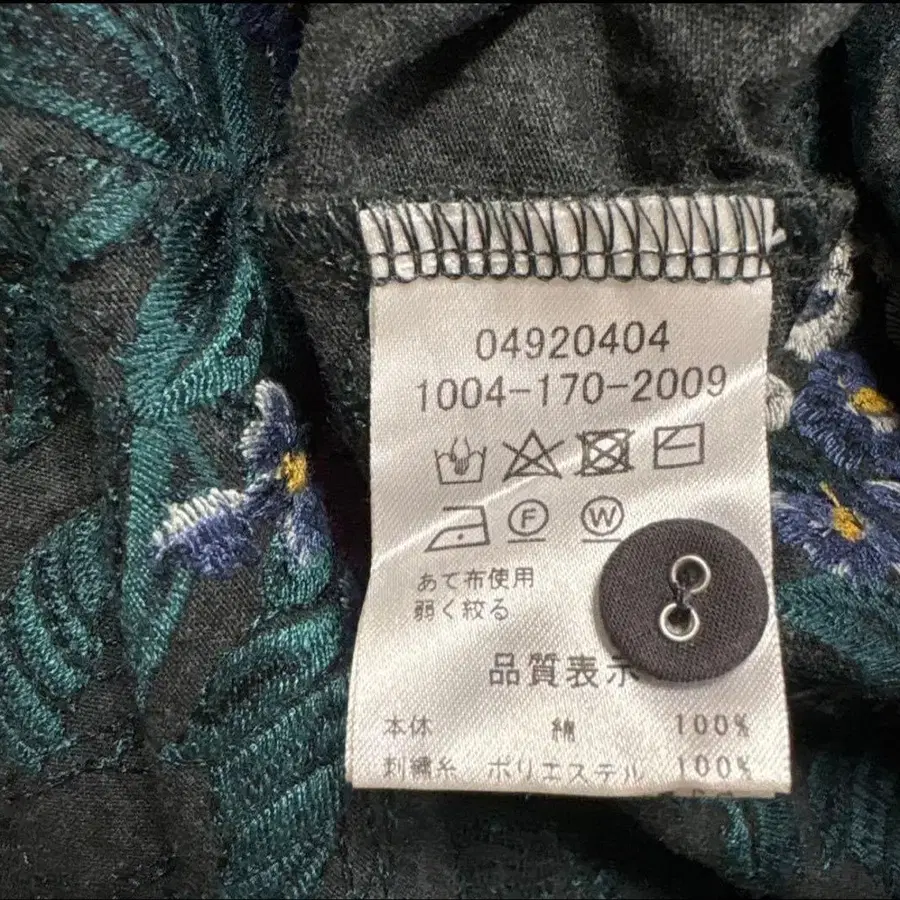 04920404
1004-170-2009
F W
あて布使用
弱く絞る
品質表示
本体 綿 100%
刺繍糸 ポリエステル 100%